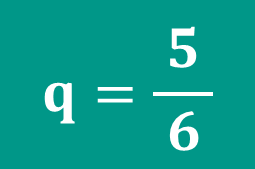 q = 5/6